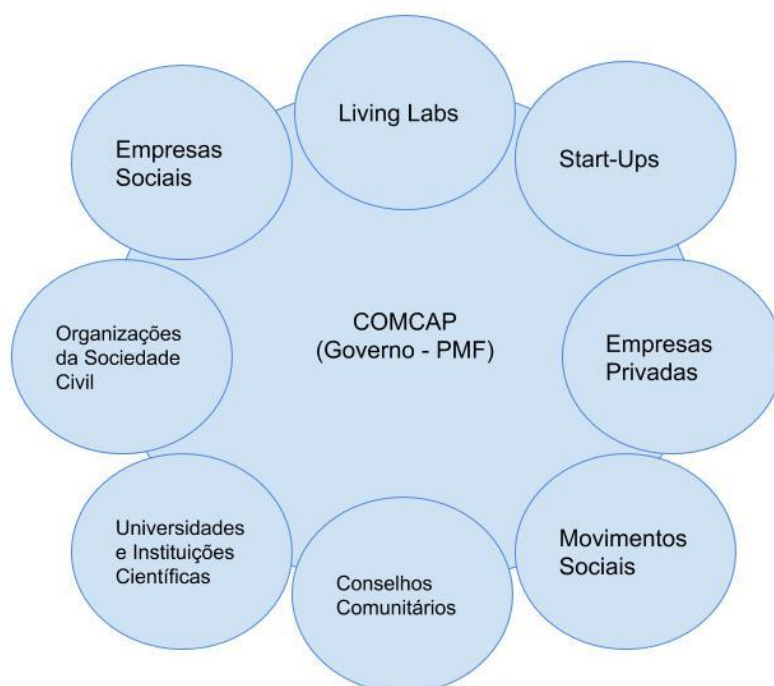 Living Labs
Empresas
Sociais
Start-Ups
Organizações
da Sociedade
Civil
COMCAP
(Governo - PMF)
Empresas
Privadas
Universidades
e Instituições
Científicas
Conselhos
Comunitários
Movimentos
Sociais